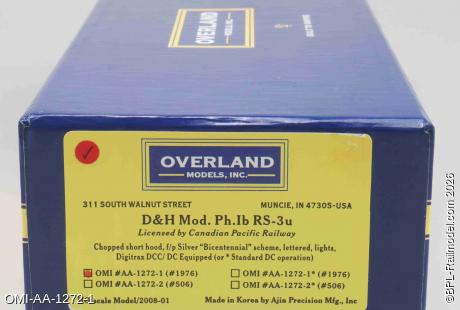 OVERLAND
MODELS, INC.
OVERLAND
MODELS, INC.
311 SOUTH WALNUT STREET MUNCIE, IN 47305-USA
D&H Mod. Ph.Ib RS-3u
Licensed by Canadian Pacific Railway
Chopped short hood, f/p Silver "Bicentennial" scheme, lettered, lights,
Digitrax DCC/ DC Equipped (or * Standard DC operation)
OMI #AA-1272-1 (#1976) OMI #AA-1272-1* (#1976)
OMI #AA-1272-2 (#506) OMI #AA-1272-2* (#506)
Scale Model/2008-01 Made in Korea by Ajin Precision Mfg., Inc
OMI-AA-1272-1
©BPL-Railmodel.com 2026